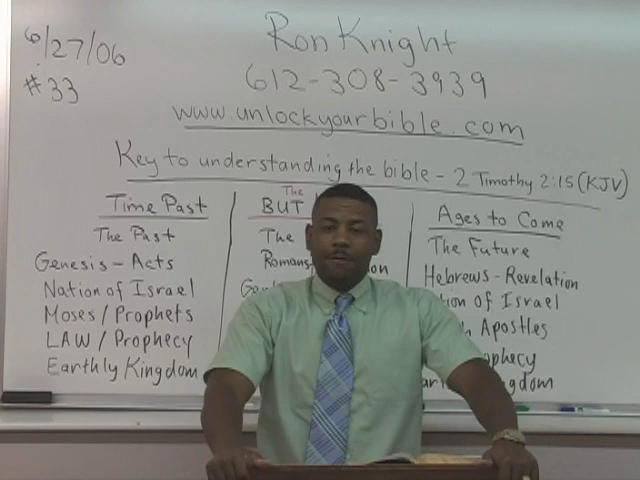 6/27/06
#33
Ron Knight
612-308-3939
www.unlockyourbible.com
Key to understanding the bible - 2 Timothy 2:15 (KJV)
Time Past
The Past
Genesis - Acts
Nation of Israel
Moses / Prophets
LAW / Prophecy
Earthly Kingdom
The
BUT
The
Romans-
Ages to Come
The Future
Hebrews - Revelation
of Israel
Apostles
Kingdom